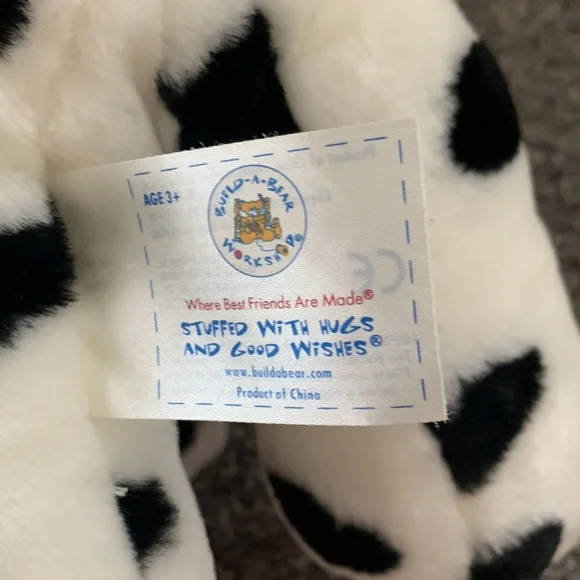 AGE 3+
BUILD-A-BEAR
WORKSHOP®
Where Best Friends Are Made®
STUFFED WITH HUGS
AND GOOD WISHES®
www.buildabear.com
Product of China
CE